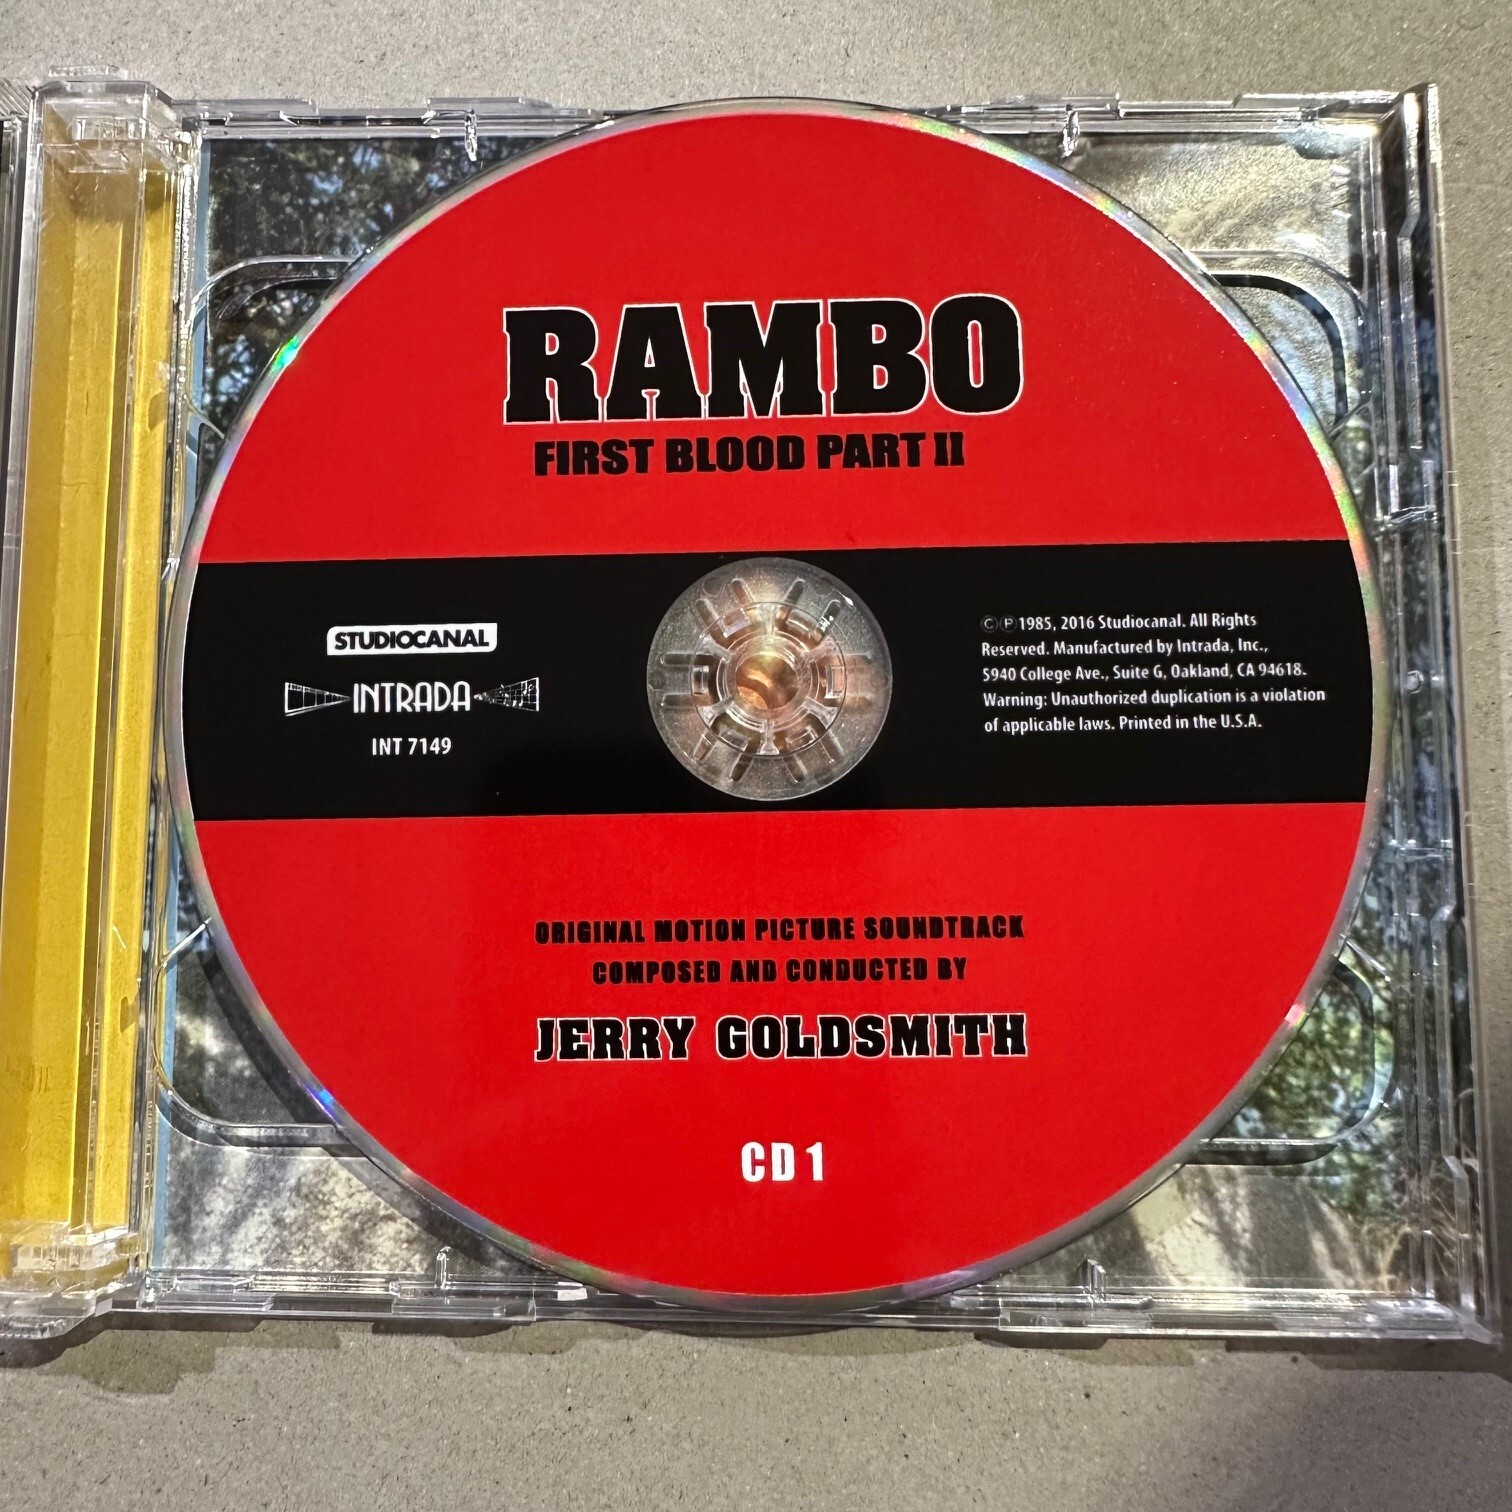 RAMBO
FIRST BLOOD PART II
STUDIOCANAL
INTRADA
INT 7149
©℗1985, 2016 Studiocanal. All Rights
Reserved. Manufactured by Intrada, Inc.,
5940 College Ave., Suite G, Oakland, CA 94618.
Warning: Unauthorized duplication is a violation
of applicable laws. Printed in the U.S.A.
ORIGINAL MOTION PICTURE SOUNDTRACK
COMPOSED AND CONDUCTED BY
JERRY GOLDSMITH
CD 1